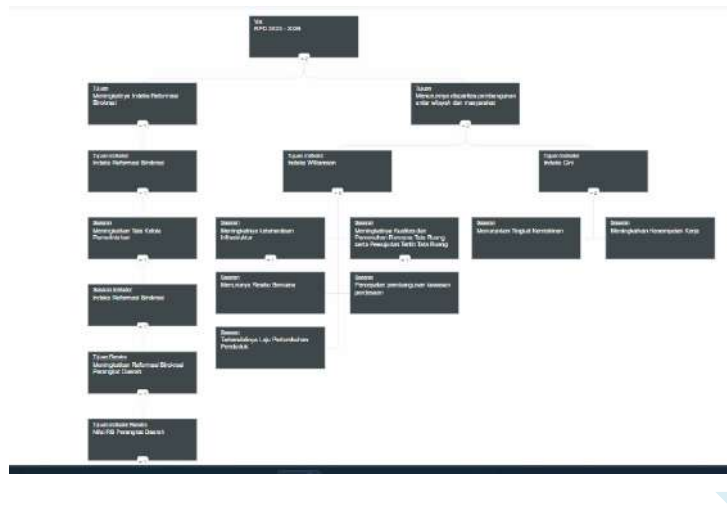 Visi
RPD 2023 - 2026
Tujuan
Meningkatnya Indeks Reformasi
Birokrasi
Tujuan
Menurunnya disparitas pembangunan
antar wilayah dan masyarakat
Tujuan Indikator
Indeks Reformasi Birokrasi
Tujuan Indikator
Indeks Williamson
Tujuan Indikator
Indeks Gini
Sasaran
Meningkatkan Tata Kelola
Pemerintahan
Sasaran
Meningkatnya ketersediaan
Infrastruktur
Sasaran
Meningkatnya Kualitas dan
Pemanfaatan Rencana Tata Ruang
serta Perwujudan Tertib Tata Ruang
Sasaran
Menurunkan Tingkat Kemiskinan
Sasaran
Meningkatkan Kesempatan Kerja
Sasaran Indikator
Indeks Reformasi Birokrasi
Sasaran
Menurunya Resiko Bencana
Sasaran
Percepatan pembangunan kawasan
perdesaan
Sasaran
Terkendalinya Laju Pertumbuhan
Penduduk
Tujuan Renstra
Meningkatkan Reformasi Birokrasi
Perangkat Daerah
Tujuan Indikator Renstra
Nilai RB Perangkat Daerah